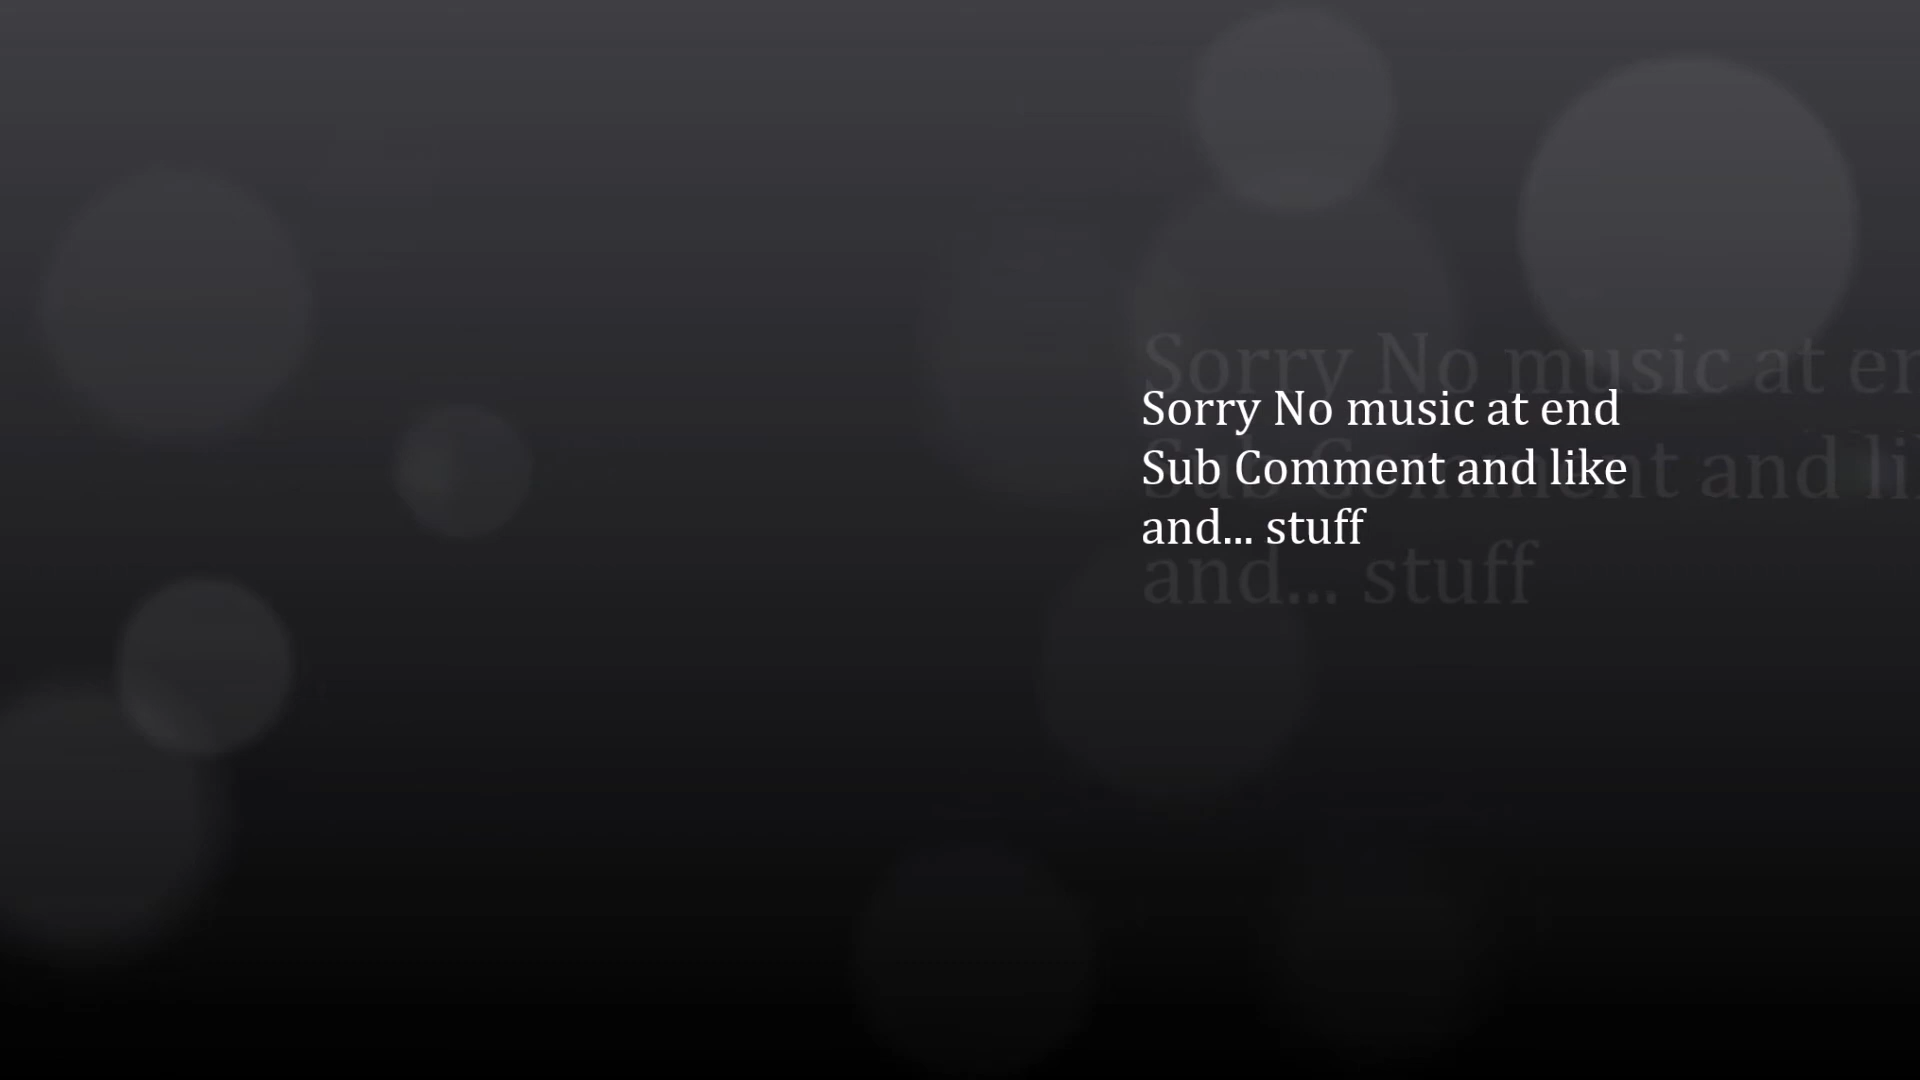 Sorry No music at end
Sub Comment and like
and... stuff